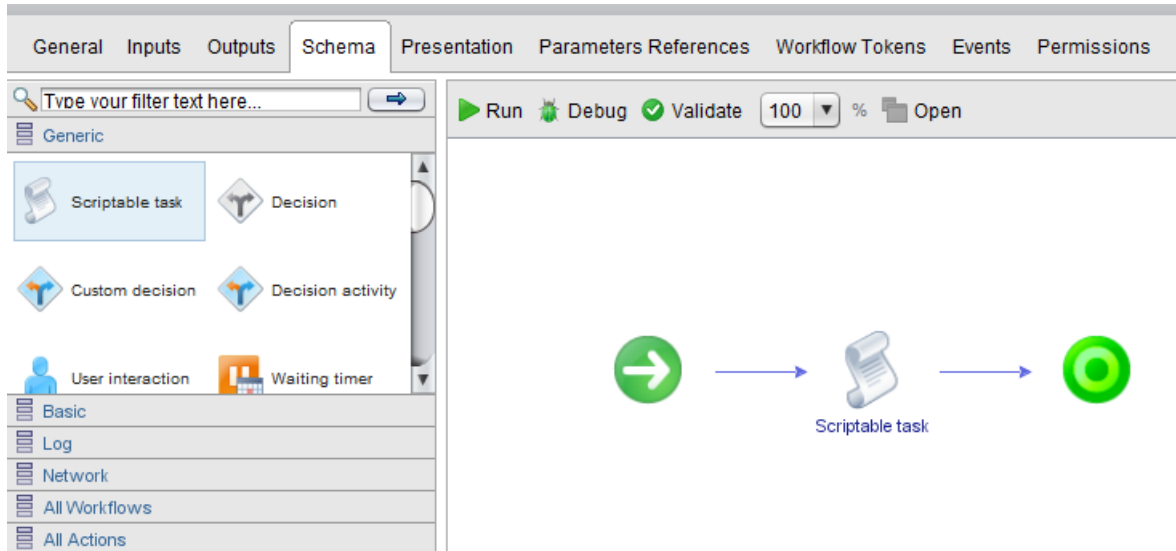 General Inputs Outputs Schema Presentation Parameters References Workflow Tokens Events Permissions
Type your filter text here...
Run Debug Validate 100 % Open
Generic
Scriptable task Decision
Custom decision Decision activity
User interaction Waiting timer
Scriptable task
Basic
Log
Network
All Workflows
All Actions